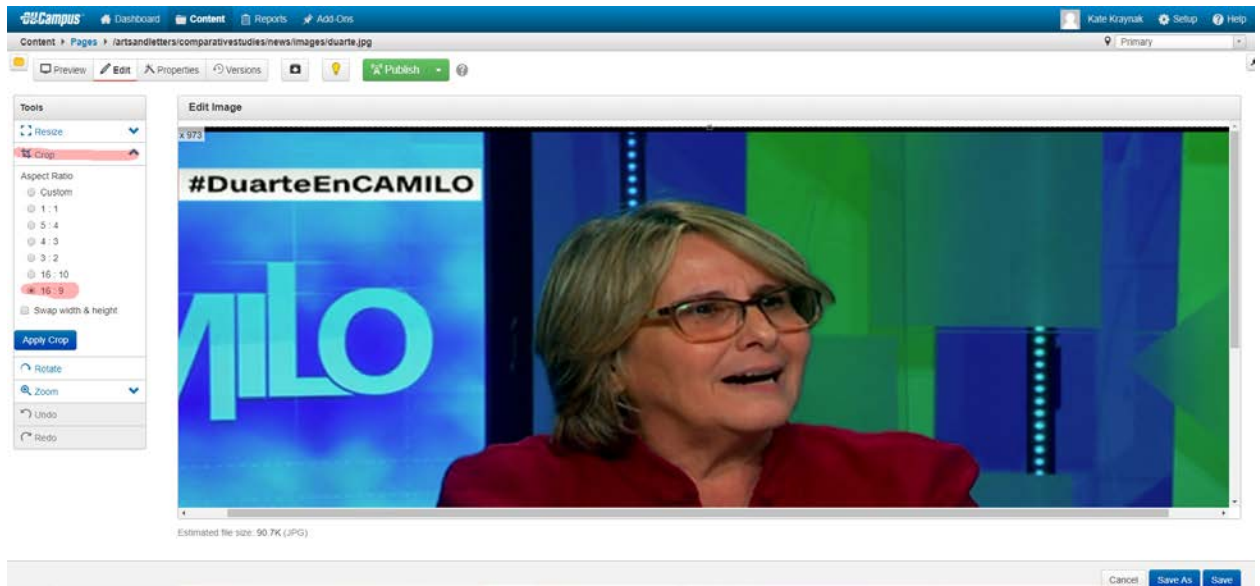 OU Campus Dashboard Content Reports Add-Ons Kate Kraynak Setup Help
Content Pages /artsandletters/comparativestudies/news/images/duarte.jpg Primary
Preview Edit Properties Versions Publish
Tools
Resize
Crop
Aspect Ratio
Custom
1 : 1
5 : 4
4 : 3
3 : 2
16 : 10
16 : 9
Swap width & height
Apply Crop
Rotate
Zoom
Undo
Redo
Edit Image
x 973
#DuarteEnCAMILO
MILO
Estimated file size: 90.7K (JPG)
Cancel Save As Save